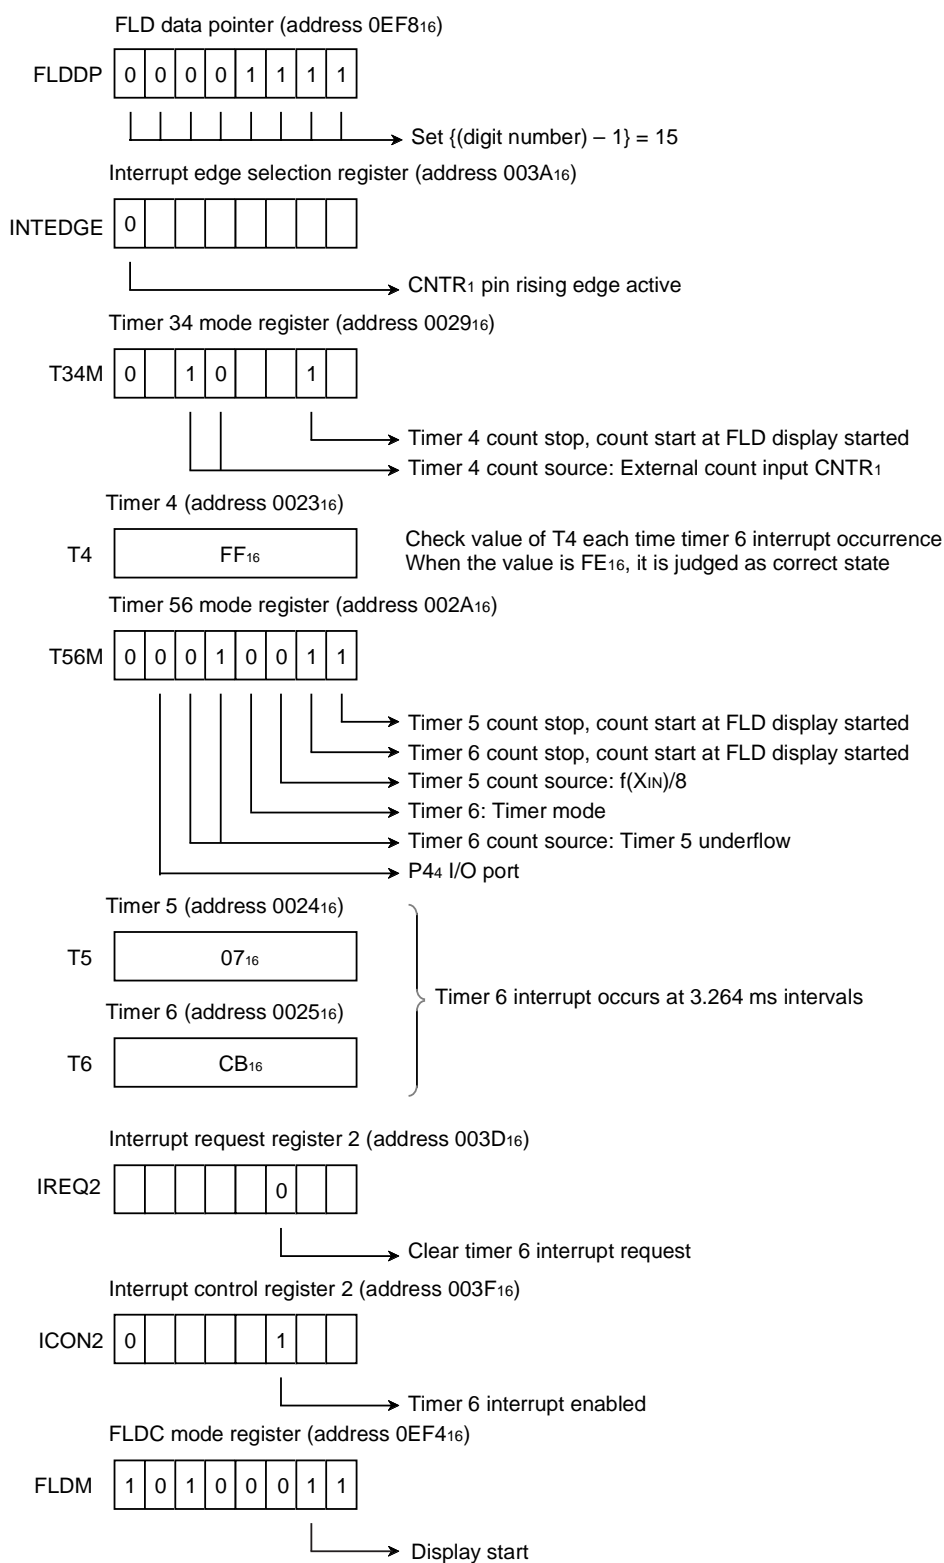 FLD data pointer (address 0EF816)
FLDDP 0 0 0 0 1 1 1 1
Set {(digit number) – 1} = 15
Interrupt edge selection register (address 003A16)
INTEDGE 0
CNTR1 pin rising edge active
Timer 34 mode register (address 002916)
T34M 0 1 0 1
Timer 4 count stop, count start at FLD display started
Timer 4 count source: External count input CNTR1
Timer 4 (address 002316)
T4 FF16
Check value of T4 each time timer 6 interrupt occurrence
When the value is FE16, it is judged as correct state
Timer 56 mode register (address 002A16)
T56M 0 0 0 1 0 0 1 1
Timer 5 count stop, count start at FLD display started
Timer 6 count stop, count start at FLD display started
Timer 5 count source: f(XIN)/8
Timer 6: Timer mode
Timer 6 count source: Timer 5 underflow
P44 I/O port
Timer 5 (address 002416)
T5 0716
Timer 6 interrupt occurs at 3.264 ms intervals
Timer 6 (address 002516)
T6 CB16
Interrupt request register 2 (address 003D16)
IREQ2 0
Clear timer 6 interrupt request
Interrupt control register 2 (address 003F16)
ICON2 0 1
Timer 6 interrupt enabled
FLDC mode register (address 0EF416)
FLDM 1 0 1 0 0 0 1 1
Display start